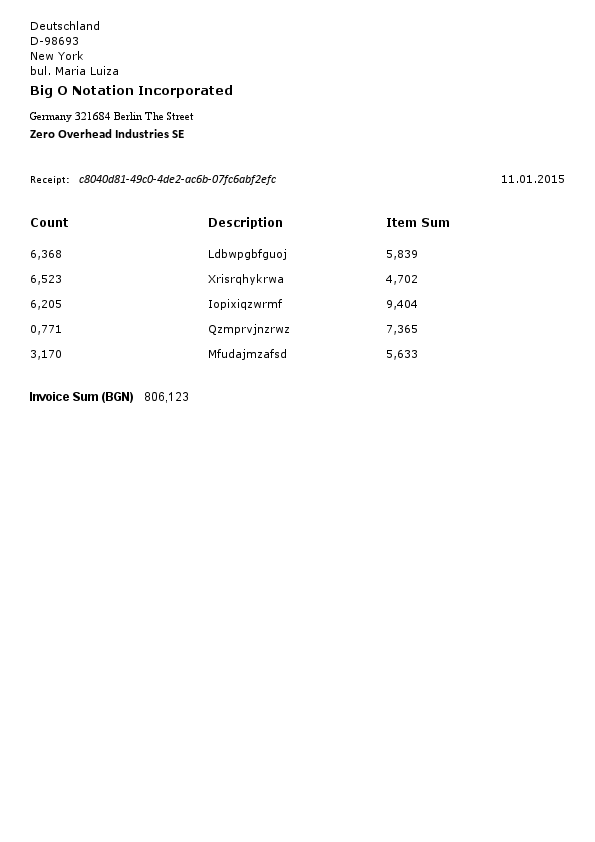 Deutschland
D-98693
New York
bul. Maria Luiza
Big O Notation Incorporated
Germany 321684 Berlin The Street
Zero Overhead Industries SE
Receipt: c8040d81-49c0-4de2-ac6b-07fc6abf2efc 11.01.2015
Count Description Item Sum
6,368 Ldbwpgbfguoj 5,839
6,523 Xrisrqhykrwa 4,702
6,205 Iopixiqzwrmf 9,404
0,771 Qzmprvjnzrwz 7,365
3,170 Mfudajmzafsd 5,633
Invoice Sum (BGN) 806,123